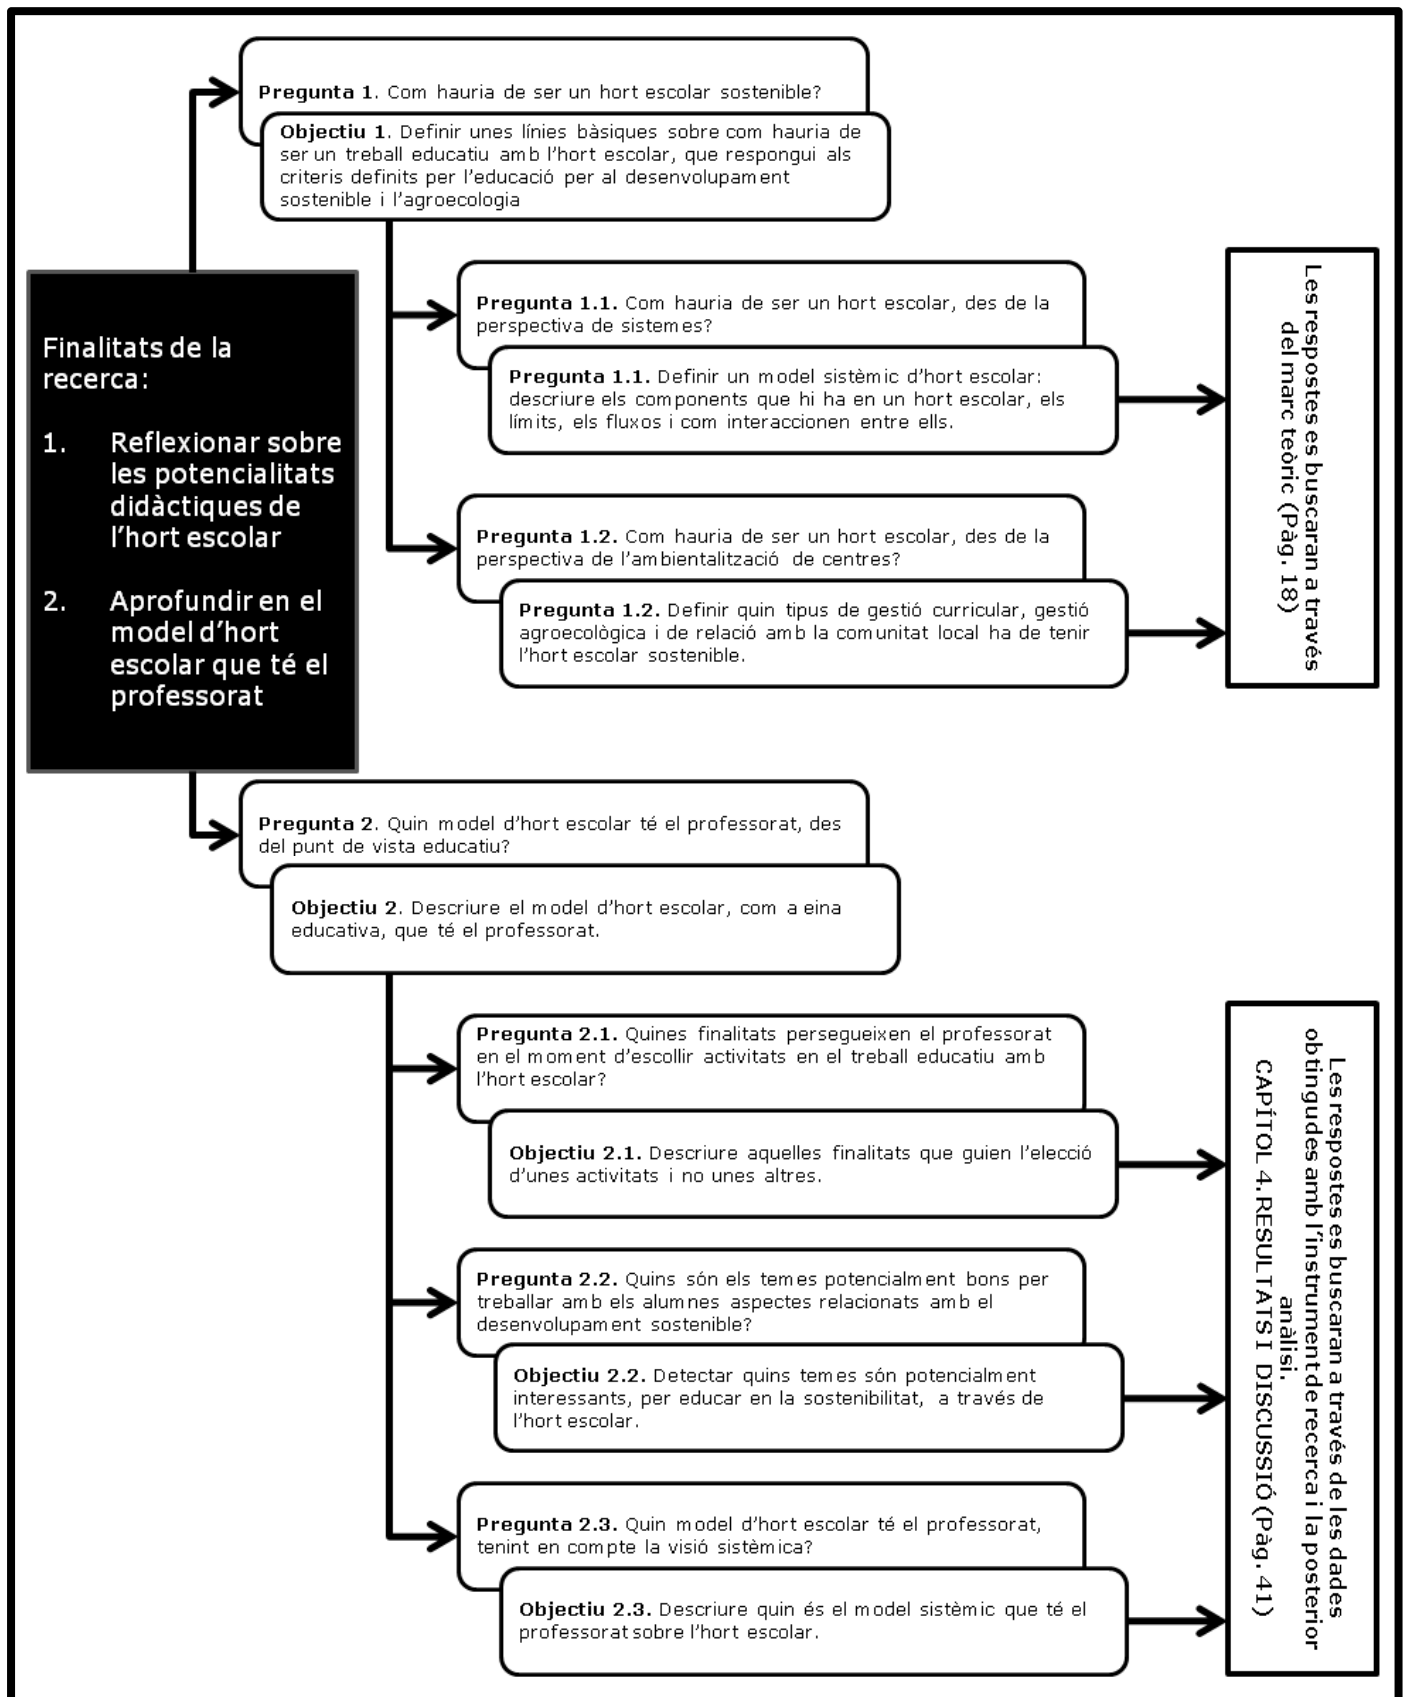 Pregunta 1. Com hauria de ser un hort escolar sostenible?
Objectiu 1. Definir unes línies bàsiques sobre com hauria de
ser un treball educatiu amb l’hort escolar, que respongui als
criteris definits per l’educació per al desenvolupament
sostenible i l’agroecologia
Finalitats de la
recerca:
1. Reflexionar sobre
les potencialitats
didàctiques de
l’hort escolar
2. Aprofundir en el
model d’hort
escolar que té el
professorat
Pregunta 1.1. Com hauria de ser un hort escolar, des de la
perspectiva de sistemes?
Pregunta 1.1. Definir un model sistèmic d’hort escolar:
descriure els components que hi ha en un hort escolar, els
límits, els fluxos i com interaccionen entre ells.
Pregunta 1.2. Com hauria de ser un hort escolar, des de la
perspectiva de l’ambientalització de centres?
Pregunta 1.2. Definir quin tipus de gestió curricular, gestió
agroecològica i de relació amb la comunitat local ha de tenir
l’hort escolar sostenible.
Les respostes es buscaran a través
del marc teòric (Pàg. 18)
Pregunta 2. Quin model d’hort escolar té el professorat, des
del punt de vista educatiu?
Objectiu 2. Descriure el model d’hort escolar, com a eina
educativa, que té el professorat.
Pregunta 2.1. Quines finalitats persegueixen el professorat
en el moment d’escollir activitats en el treball educatiu amb
l’hort escolar?
Objectiu 2.1. Descriure aquelles finalitats que guien l’elecció
d’unes activitats i no unes altres.
Pregunta 2.2. Quins són els temes potencialment bons per
treballar amb els alumnes aspectes relacionats amb el
desenvolupament sostenible?
Objectiu 2.2. Detectar quins temes són potencialment
interessants, per educar en la sostenibilitat, a través de
l’hort escolar.
Pregunta 2.3. Quin model d’hort escolar té el professorat,
tenint en compte la visió sistèmica?
Objectiu 2.3. Descriure quin és el model sistèmic que té el
professorat sobre l’hort escolar.
Les respostes es buscaran a través de les dades
obtingudes amb l’instrument de recerca i la posterior
anàlisi.
CAPÍTOL 4. RESULTATS I DISCUSSIÓ (Pàg. 41)